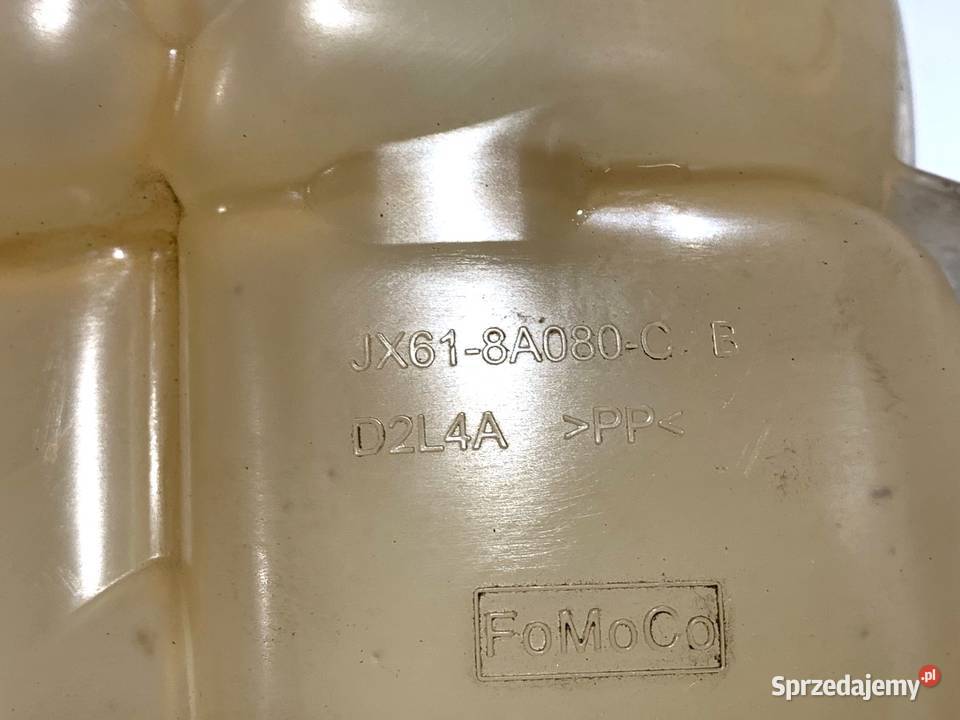 JX61-8A080-C B
D2L4A >PP<
FoMoCo
Sprzedajemy.pl